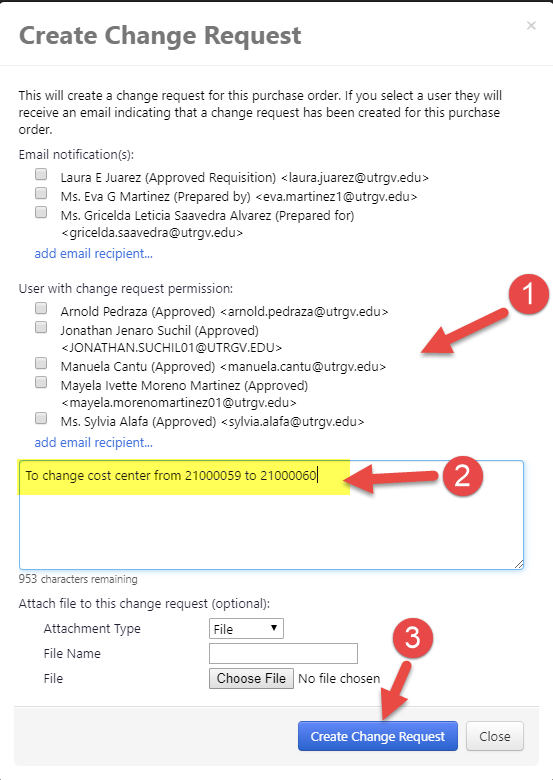 Create Change Request
×
This will create a change request for this purchase order. If you select a user they will
receive an email indicating that a change request has been created for this purchase
order.
Email notification(s):
Laura E Juarez (Approved Requisition) <laura.juarez@utrgv.edu>
Ms. Eva G Martinez (Prepared by) <eva.martinez1@utrgv.edu>
Ms. Gricelda Leticia Saavedra Alvarez (Prepared for)
<gricelda.saavedra@utrgv.edu>
add email recipient...
User with change request permission:
1
Arnold Pedraza (Approved) <arnold.pedraza@utrgv.edu>
Jonathan Jenaro Suchil (Approved)
<JONATHAN.SUCHIL01@UTRGV.EDU>
Manuela Cantu (Approved) <manuela.cantu@utrgv.edu>
Mayela Ivette Moreno Martinez (Approved)
<mayela.morenomartinez01@utrgv.edu>
Ms. Sylvia Alafa (Approved) <sylvia.alafa@utrgv.edu>
add email recipient...
To change cost center from 21000059 to 21000060
2
953 characters remaining
Attach file to this change request (optional):
Attachment Type File
3
File Name
File Choose File No file chosen
Create Change Request Close